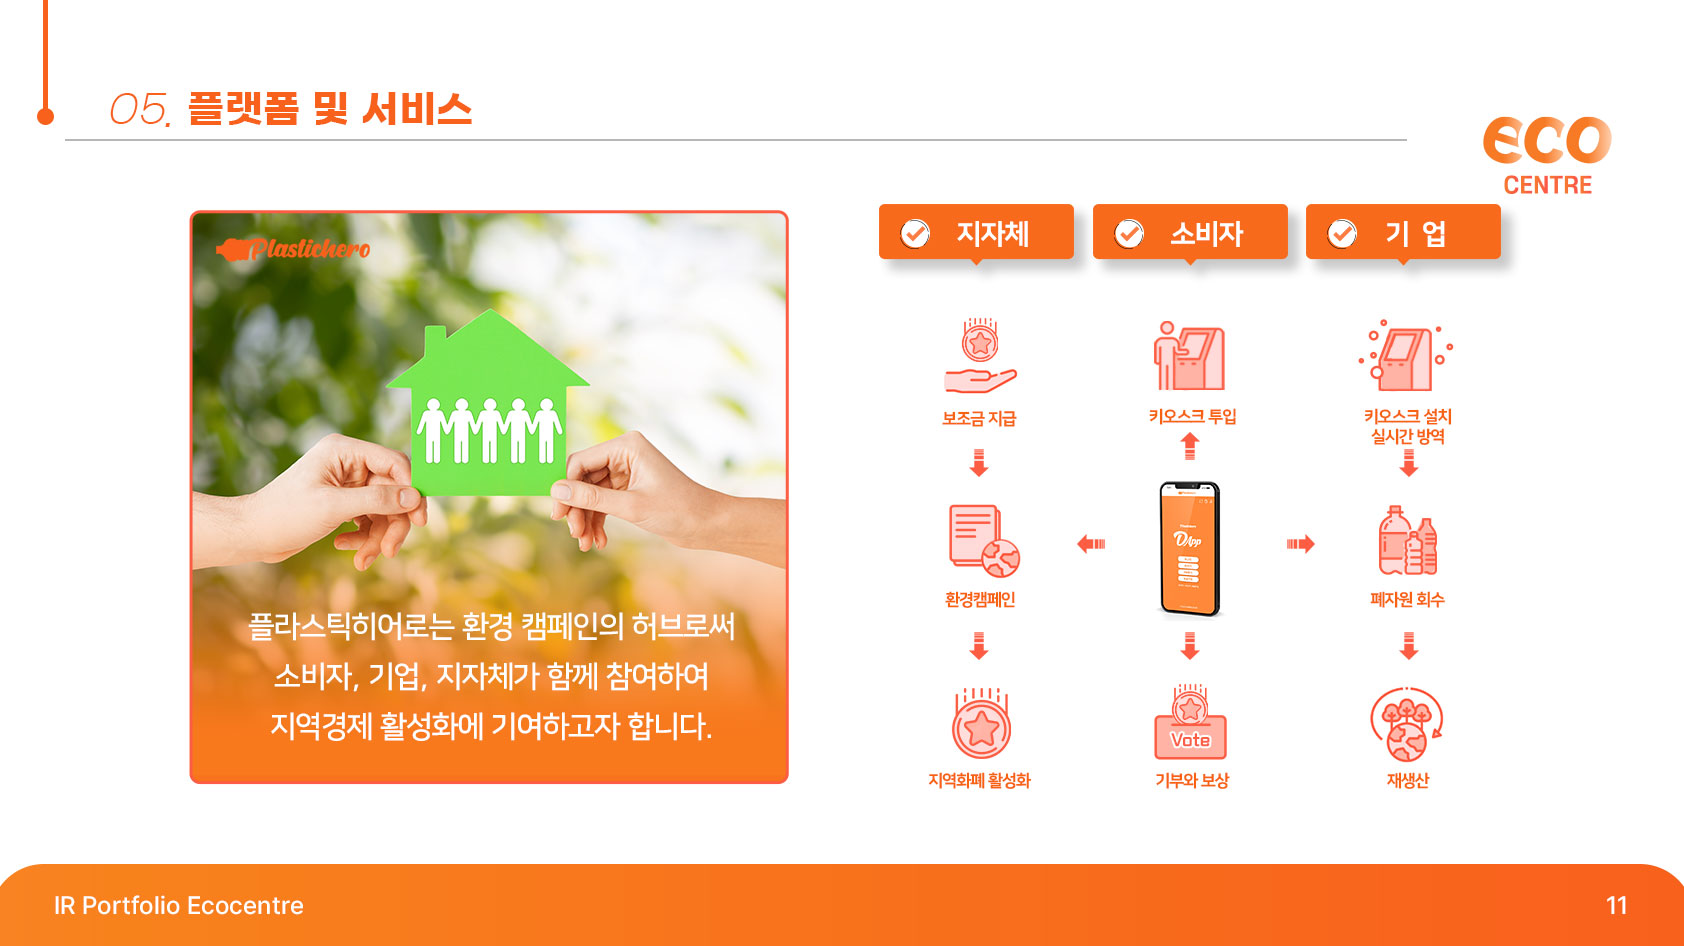 05. 플랫폼 및 서비스
eco
CENTRE
Plastichero
플라스틱히어로는 환경 캠페인의 허브로써
소비자, 기업, 지자체가 함께 참여하여
지역경제 활성화에 기여하고자 합니다.
지자체
소비자
기 업
보조금 지급
키오스크 투입
키오스크 설치
실시간 방역
환경캠페인
DApp
폐자원 회수
지역화폐 활성화
Vote
기부와 보상
재생산
IR Portfolio Ecocentre
11